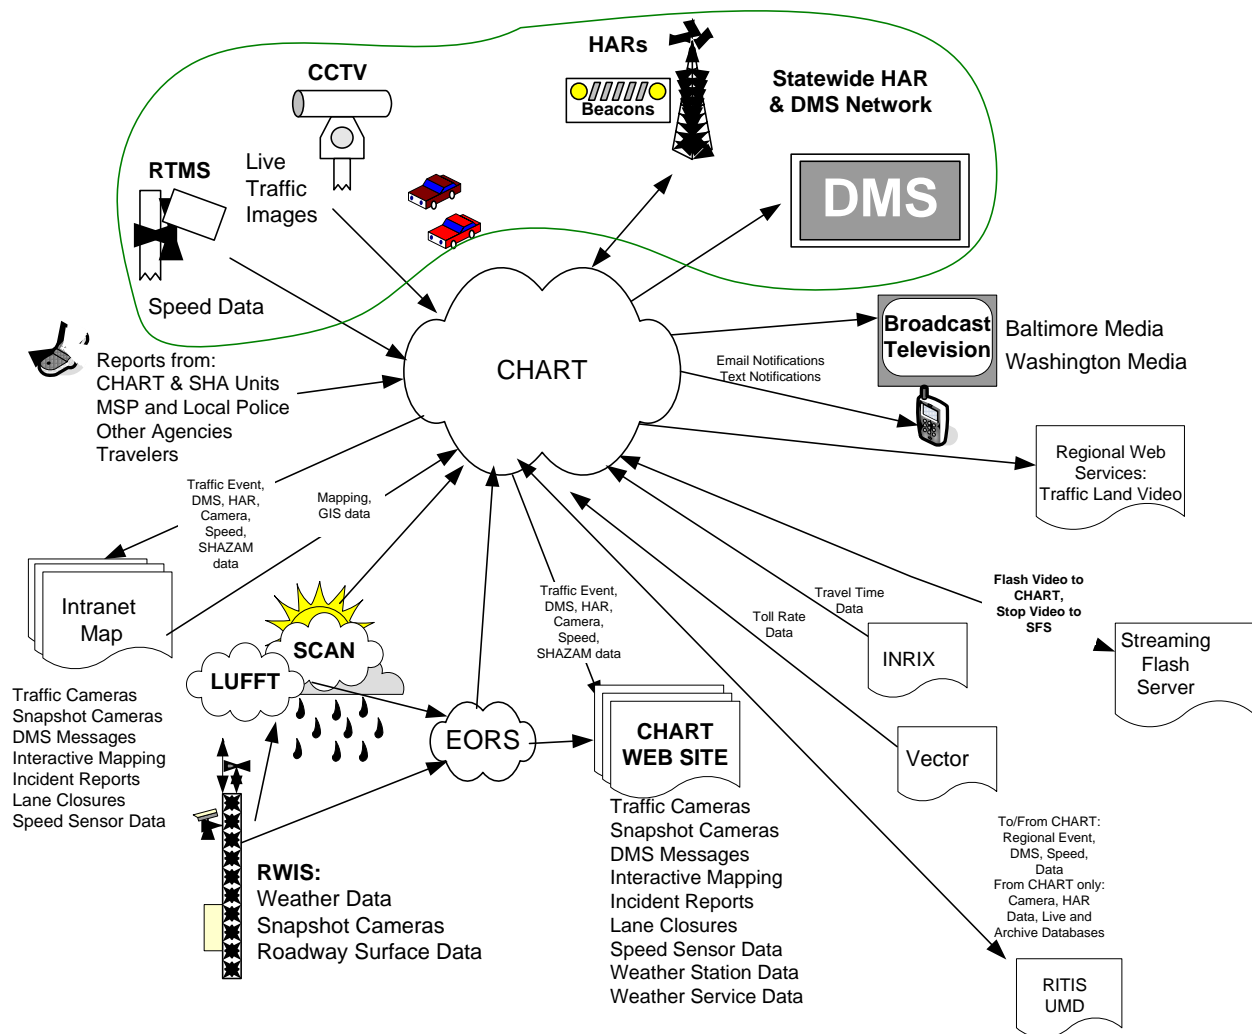 HARs
CCTV
Beacons
Statewide HAR
& DMS Network
RTMS
Live
Traffic
Images
DMS
Speed Data
CHART
Broadcast
Television
Baltimore Media
Washington Media
Email Notifications
Text Notifications
Reports from:
CHART & SHA Units
MSP and Local Police
Other Agencies
Travelers
Regional Web
Services:
Traffic Land Video
Traffic Event,
DMS, HAR,
Camera,
Speed,
SHAZAM
data
Mapping,
GIS data
Intranet
Map
Traffic Event,
DMS, HAR,
Camera,
Speed,
SHAZAM data
Travel Time
Data
Toll Rate
Data
Flash Video to
CHART,
Stop Video to
SFS
INRIX
Streaming
Flash
Server
SCAN
LUFFT
EORS
CHART
WEB SITE
Vector
Traffic Cameras
Snapshot Cameras
DMS Messages
Interactive Mapping
Incident Reports
Lane Closures
Speed Sensor Data
RWIS:
Weather Data
Snapshot Cameras
Roadway Surface Data
Traffic Cameras
Snapshot Cameras
DMS Messages
Interactive Mapping
Incident Reports
Lane Closures
Speed Sensor Data
Weather Station Data
Weather Service Data
To/From CHART:
Regional Event,
DMS, Speed,
Data
From CHART only:
Camera, HAR
Data, Live and
Archive Databases
RITIS
UMD